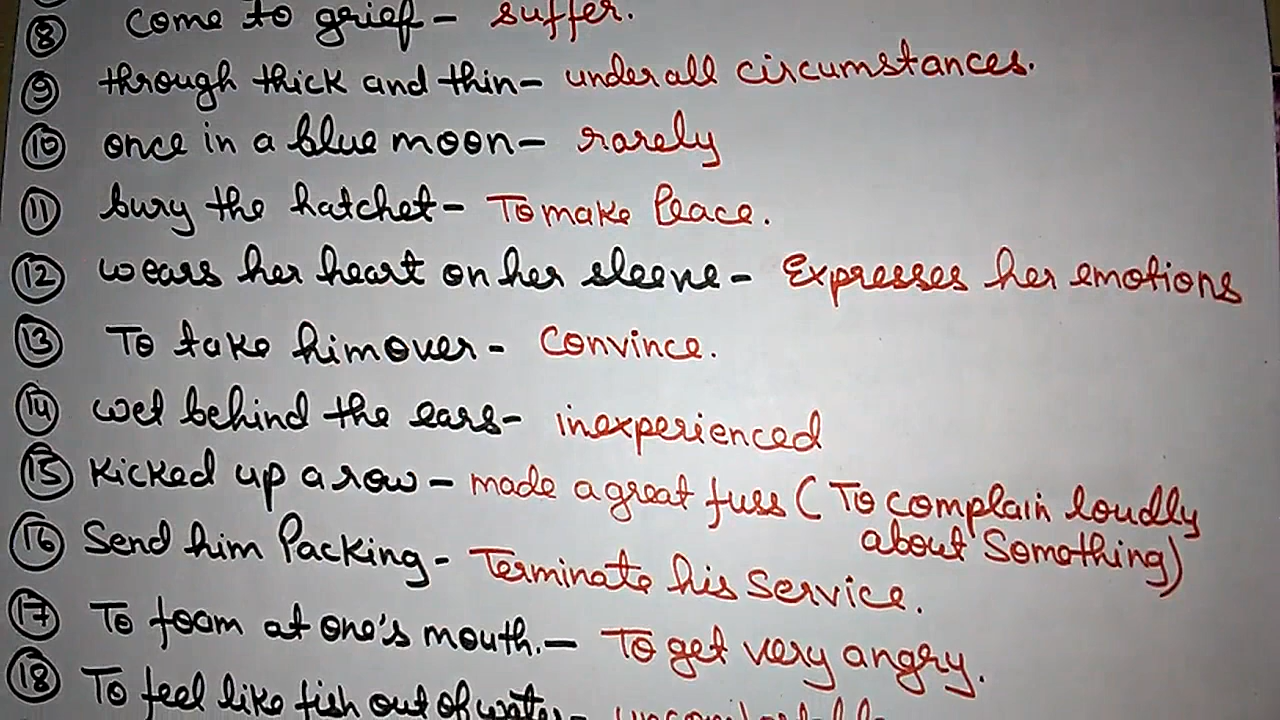 8 come to grief - suffer.
9 through thick and thin - under all circumstances.
10 once in a blue moon - rarely
11 bury the hatchet - To make Peace.
12 wears her heart on her sleeve - Expresses her emotions
13 To take him over - Convince.
14 wet behind the ears - inexperienced
15 Kicked up a row - made a great fuss ( To complain loudly
about Something)
16 Send him Packing - Terminate his Service.
17 To foam at one's mouth. - To get very angry.
18 To feel like fish out of water - uncomfortable